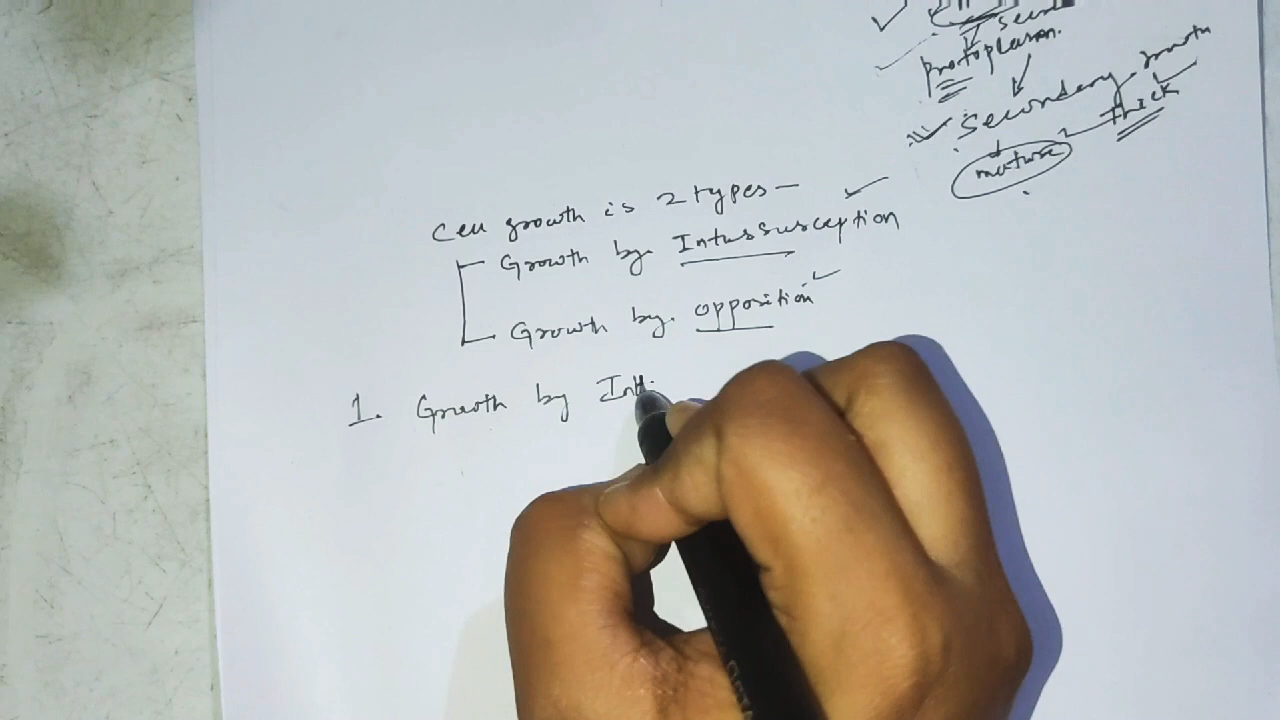 protoplasm.
Secondary growth
mature thick
Cell growth is 2 types —
Growth by Intussusception
Growth by. opposition
1. Growth by Int